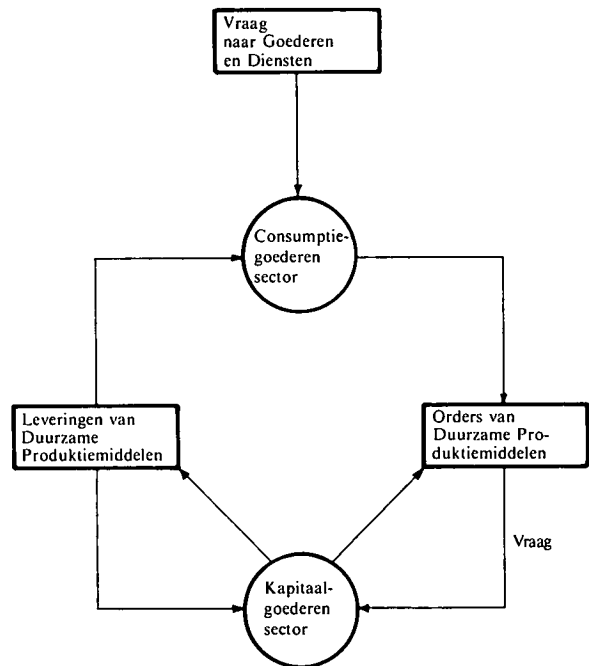 Vraag
naar Goederen
en Diensten
Consumptie-
goederen
sector
Leveringen van
Duurzame
Produktiemiddelen
Orders van
Duurzame Pro-
duktiemiddelen
Vraag
Kapitaal-
goederen
sector